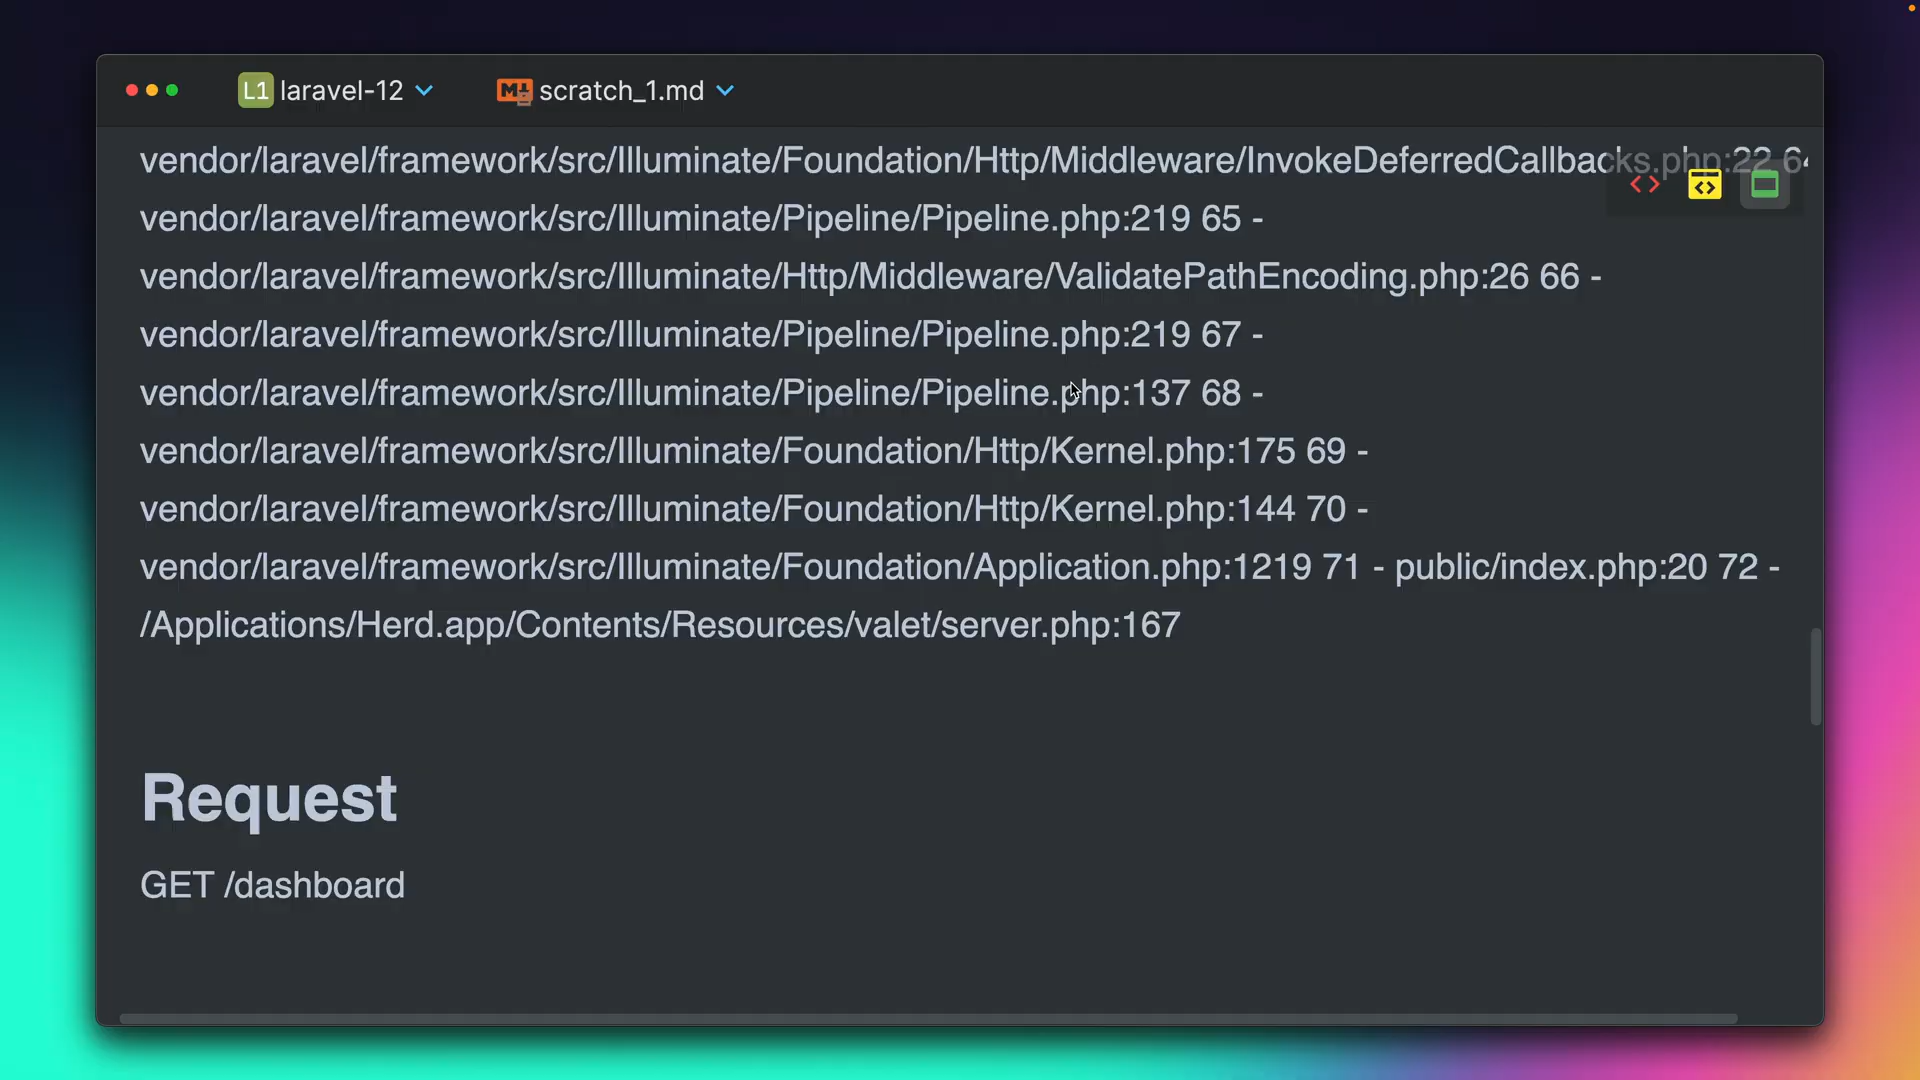 L1 laravel-12
scratch_1.md
vendor/laravel/framework/src/Illuminate/Foundation/Http/Middleware/InvokeDeferredCallbacks.php:22 64
vendor/laravel/framework/src/Illuminate/Pipeline/Pipeline.php:219 65 -
vendor/laravel/framework/src/Illuminate/Http/Middleware/ValidatePathEncoding.php:26 66 -
vendor/laravel/framework/src/Illuminate/Pipeline/Pipeline.php:219 67 -
vendor/laravel/framework/src/Illuminate/Pipeline/Pipeline.php:137 68 -
vendor/laravel/framework/src/Illuminate/Foundation/Http/Kernel.php:175 69 -
vendor/laravel/framework/src/Illuminate/Foundation/Http/Kernel.php:144 70 -
vendor/laravel/framework/src/Illuminate/Foundation/Application.php:1219 71 - public/index.php:20 72 -
/Applications/Herd.app/Contents/Resources/valet/server.php:167
Request
GET /dashboard